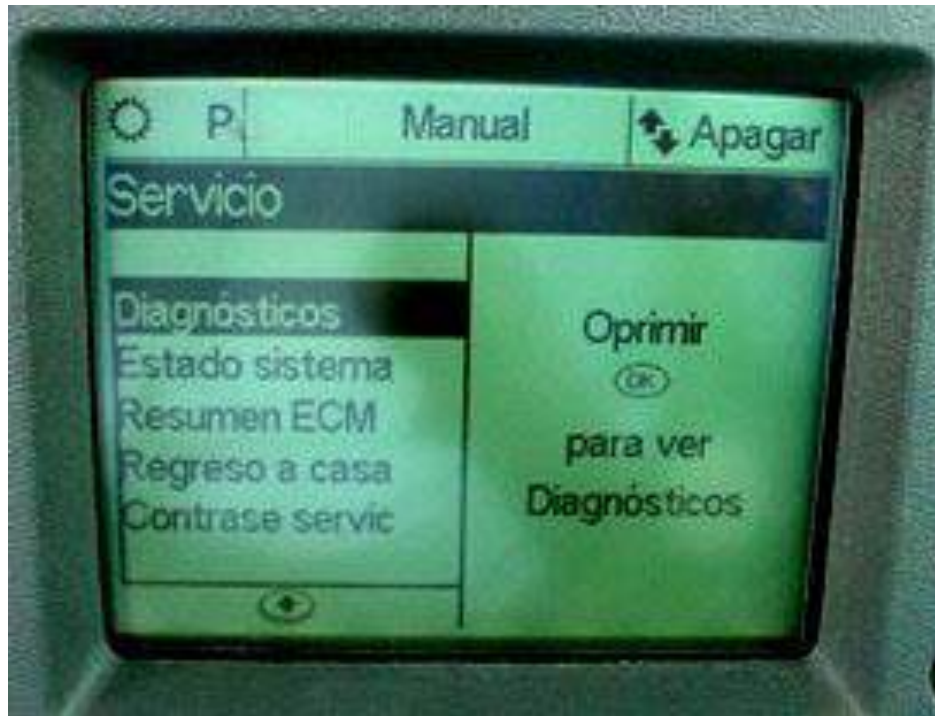 P Manual Apagar
Servicio
Diagnósticos
Estado sistema
Resumen ECM
Regreso a casa
Contrase servic
Oprimir
OK
para ver
Diagnósticos